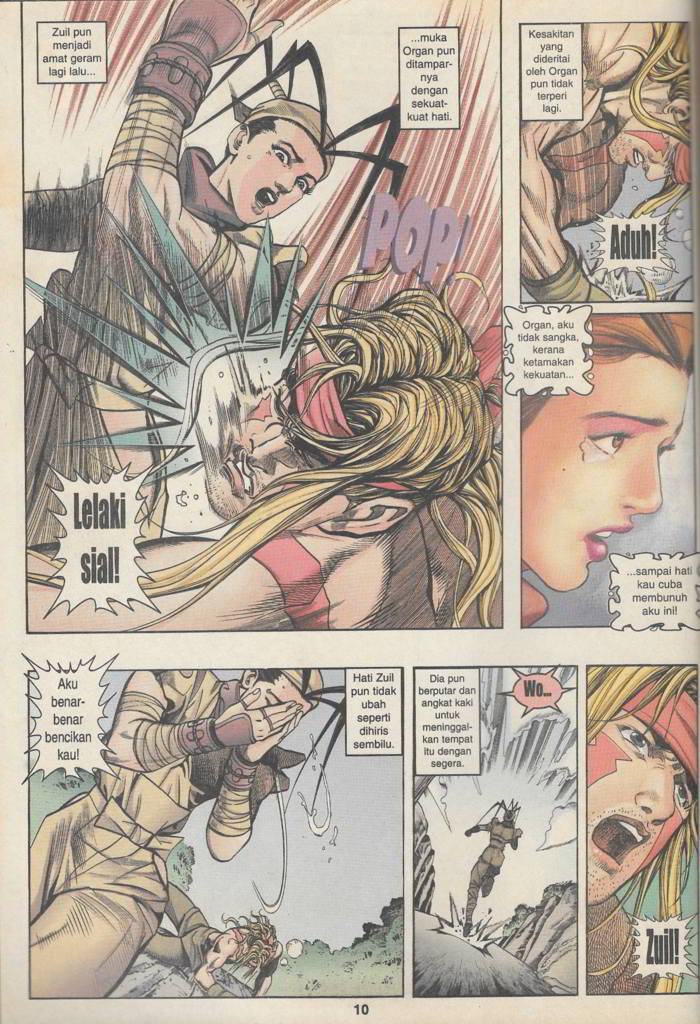 Zuil pun
menjadi
amat geram
lagi lalu...
...muka
Organ pun
ditampar-
nya
dengan
sekuat-
kuat hati.
POP!
Lelaki
sial!
Kesakitan
yang
dideritai
oleh Organ
pun tidak
terperi
lagi.
Aduh!
Organ, aku
tidak sangka,
kerana
ketamakan
kekuatan...
...sampai hati
kau cuba
membunuh
aku ini!
Aku
benar-
benar
bencikan
kau!
Hati Zuil
pun tidak
ubah
seperti
dihiris
sembilu.
Dia pun
berputar dan
angkat kaki
untuk
meninggal-
kan tempat
itu dengan
segera.
Wo...
Zuil!
10